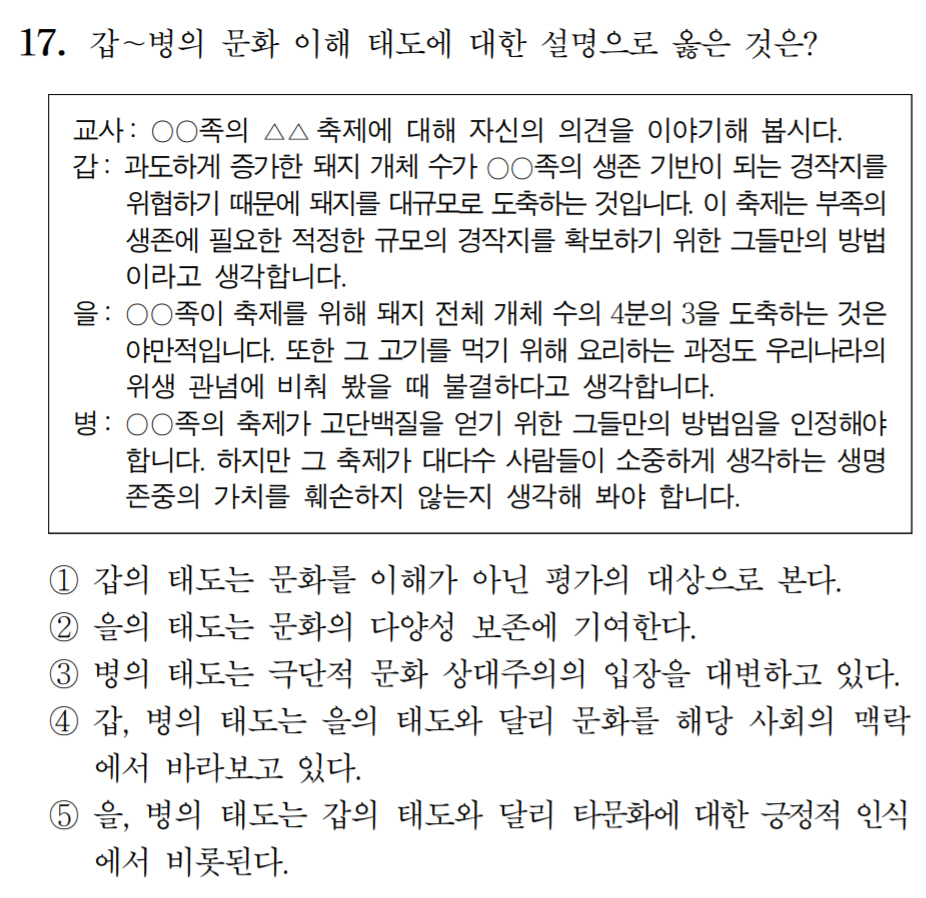 17. 갑~병의 문화 이해 태도에 대한 설명으로 옳은 것은?
교사 : ○○족의 △△ 축제에 대해 자신의 의견을 이야기해 봅시다.
갑 : 과도하게 증가한 돼지 개체 수가 ○○족의 생존 기반이 되는 경작지를
위협하기 때문에 돼지를 대규모로 도축하는 것입니다. 이 축제는 부족의
생존에 필요한 적정한 규모의 경작지를 확보하기 위한 그들만의 방법
이라고 생각합니다.
을 : ○○족이 축제를 위해 돼지 전체 개체 수의 4분의 3을 도축하는 것은
야만적입니다. 또한 그 고기를 먹기 위해 요리하는 과정도 우리나라의
위생 관념에 비춰 봤을 때 불결하다고 생각합니다.
병 : ○○족의 축제가 고단백질을 얻기 위한 그들만의 방법임을 인정해야
합니다. 하지만 그 축제가 대다수 사람들이 소중하게 생각하는 생명
존중의 가치를 훼손하지 않는지 생각해 봐야 합니다.
① 갑의 태도는 문화를 이해가 아닌 평가의 대상으로 본다.
② 을의 태도는 문화의 다양성 보존에 기여한다.
③ 병의 태도는 극단적 문화 상대주의의 입장을 대변하고 있다.
④ 갑, 병의 태도는 을의 태도와 달리 문화를 해당 사회의 맥락
에서 바라보고 있다.
⑤ 을, 병의 태도는 갑의 태도와 달리 타문화에 대한 긍정적 인식
에서 비롯된다.